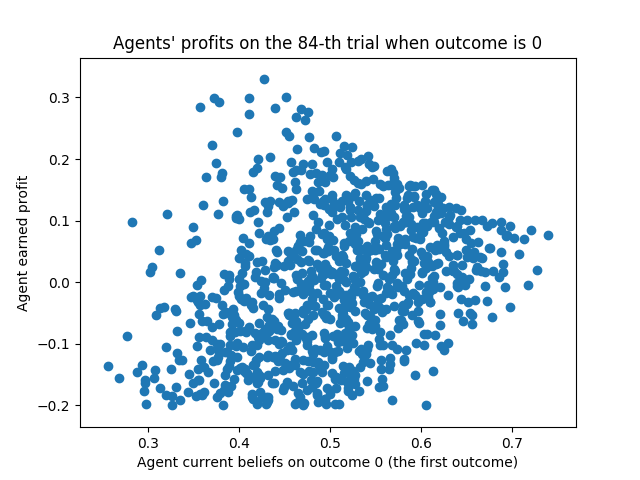 Agents' profits on the 84-th trial when outcome is 0
0.3
0.2
0.1
0.0
−0.1
−0.2
Agent earned profit
0.3 0.4 0.5 0.6 0.7
Agent current beliefs on outcome 0 (the first outcome)